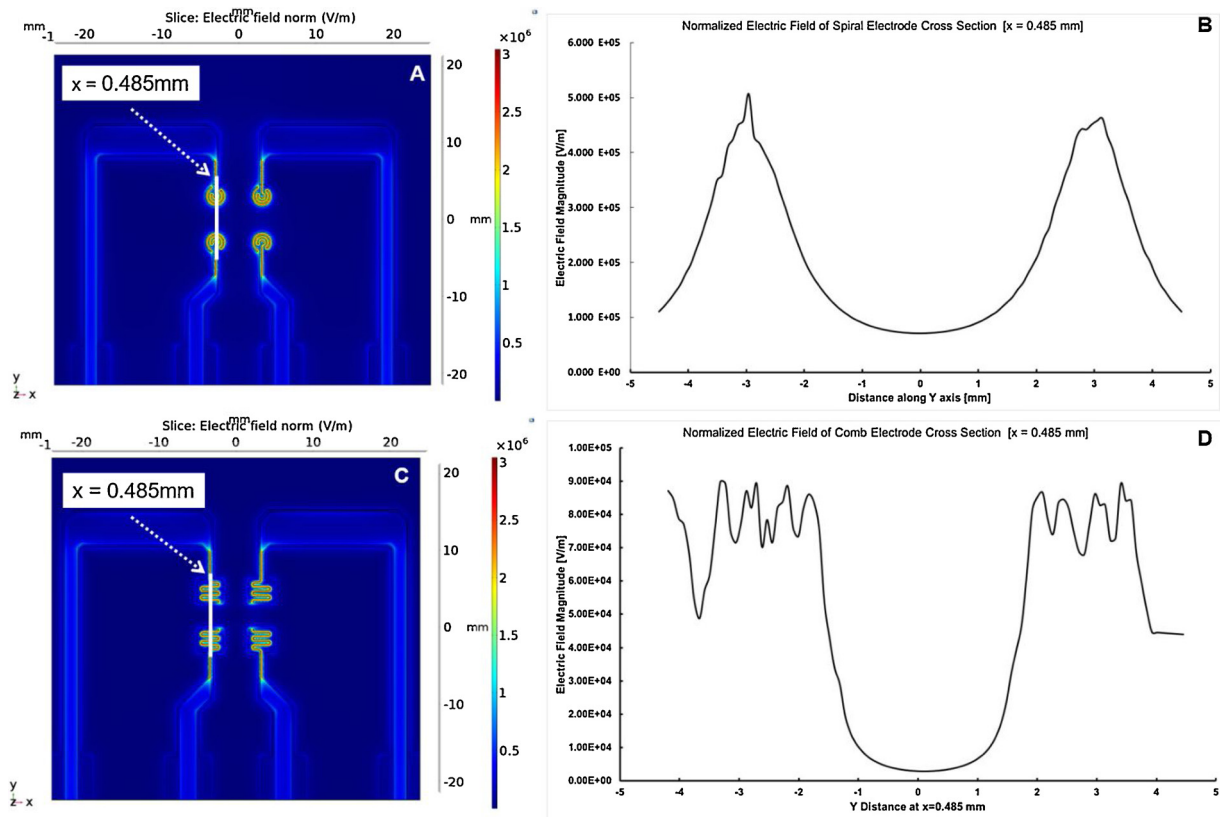 Slice: Electric field norm (V/m)
mm
mm
-1 -20 -10 0 10 20
×10⁶
A
x = 0.485mm
20
10
0 mm
-10
-20
3
2.5
2
1.5
1
0.5
y
z x
B
Normalized Electric Field of Spiral Electrode Cross Section [x = 0.485 mm]
Electric Field Magnitude [V/m]
6.000 E+05
5.000 E+05
4.000 E+05
3.000 E+05
2.000 E+05
1.000 E+05
0.000 E+00
-5 -4 -3 -2 -1 0 1 2 3 4 5
Distance along Y axis [mm]
Slice: Electric field norm (V/m)
mm
mm
-1 -20 -10 0 10 20
×10⁶
C
x = 0.485mm
20
10
0 mm
-10
-20
3
2.5
2
1.5
1
0.5
y
z x
D
Normalized Electric Field of Comb Electrode Cross Section [x = 0.485 mm]
Electric Field Magnitude [V/m]
1.00E+05
9.00E+04
8.00E+04
7.00E+04
6.00E+04
5.00E+04
4.00E+04
3.00E+04
2.00E+04
1.00E+04
0.00E+00
-5 -4 -3 -2 -1 0 1 2 3 4 5
Y Distance at x=0.485 mm